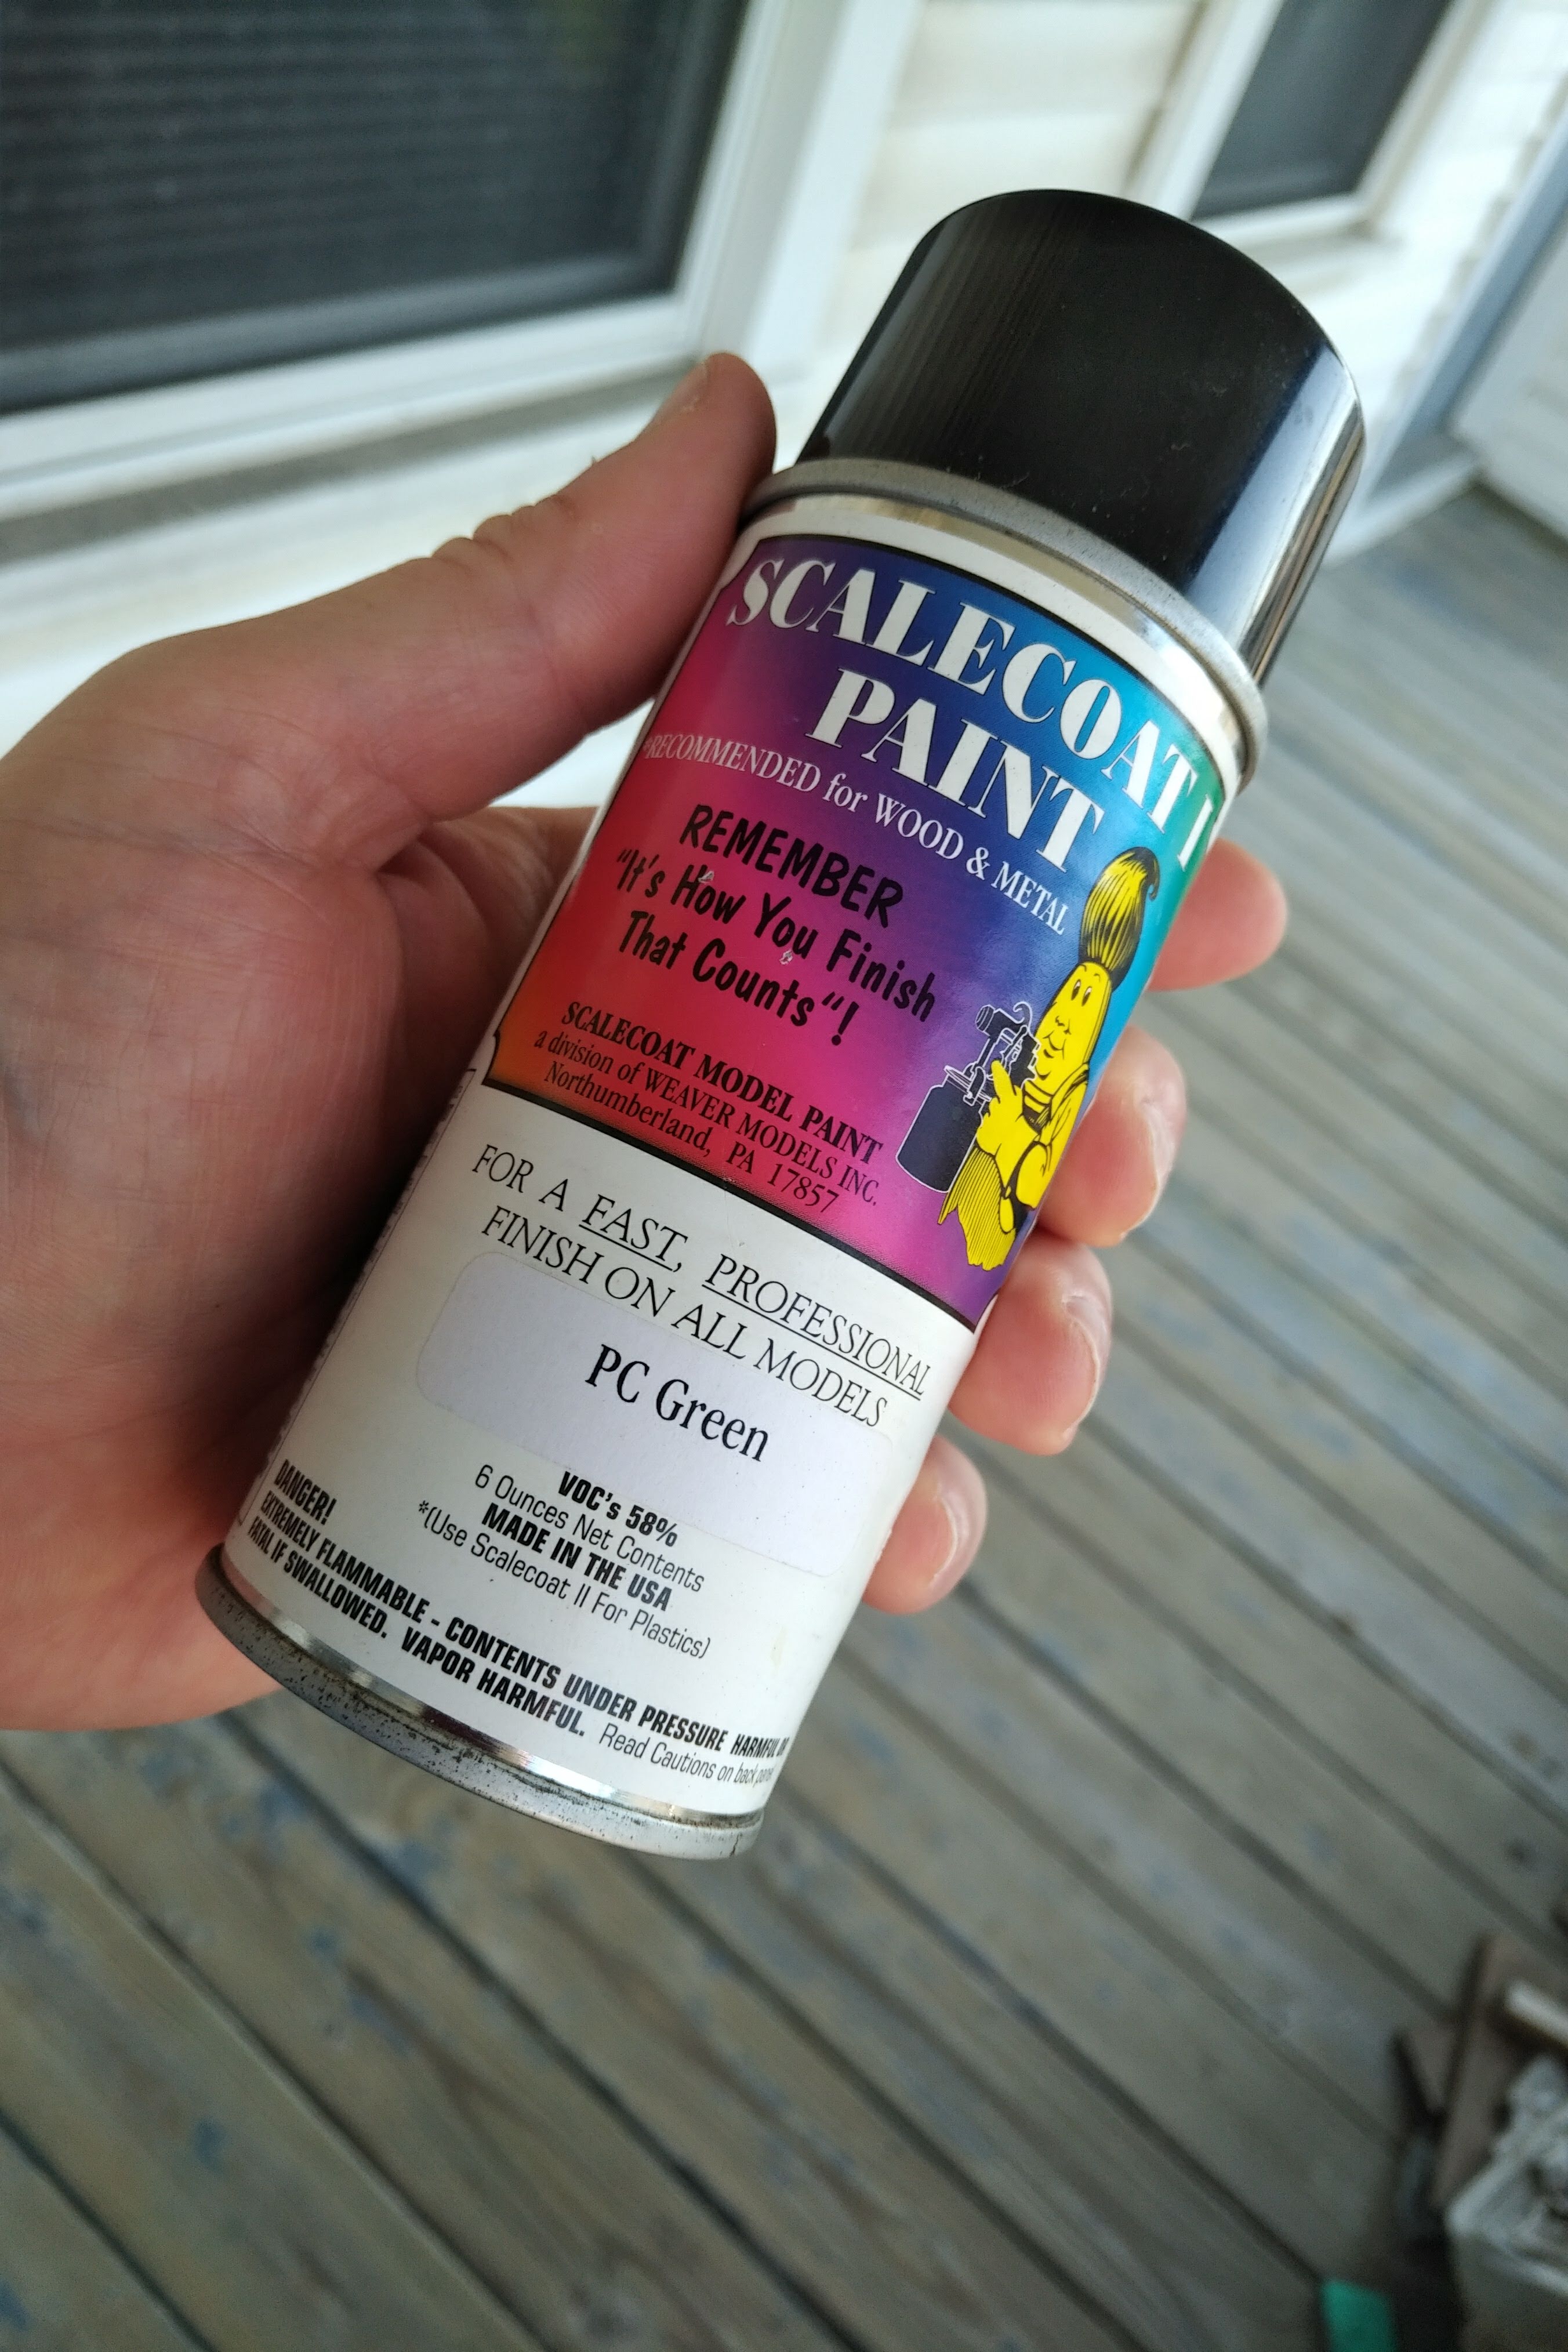 SCALECOAT I
PAINT
*RECOMMENDED for WOOD & METAL
REMEMBER
"It's How You Finish
That Counts"!
SCALECOAT MODEL PAINT
a division of WEAVER MODELS INC.
Northumberland, PA 17857
FOR A FAST, PROFESSIONAL
FINISH ON ALL MODELS
PC Green
VOC's 58%
6 Ounces Net Contents
MADE IN THE USA
*(Use Scalecoat II For Plastics)
DANGER!
EXTREMELY FLAMMABLE - CONTENTS UNDER PRESSURE HARMFUL OR
FATAL IF SWALLOWED. VAPOR HARMFUL. Read Cautions on back